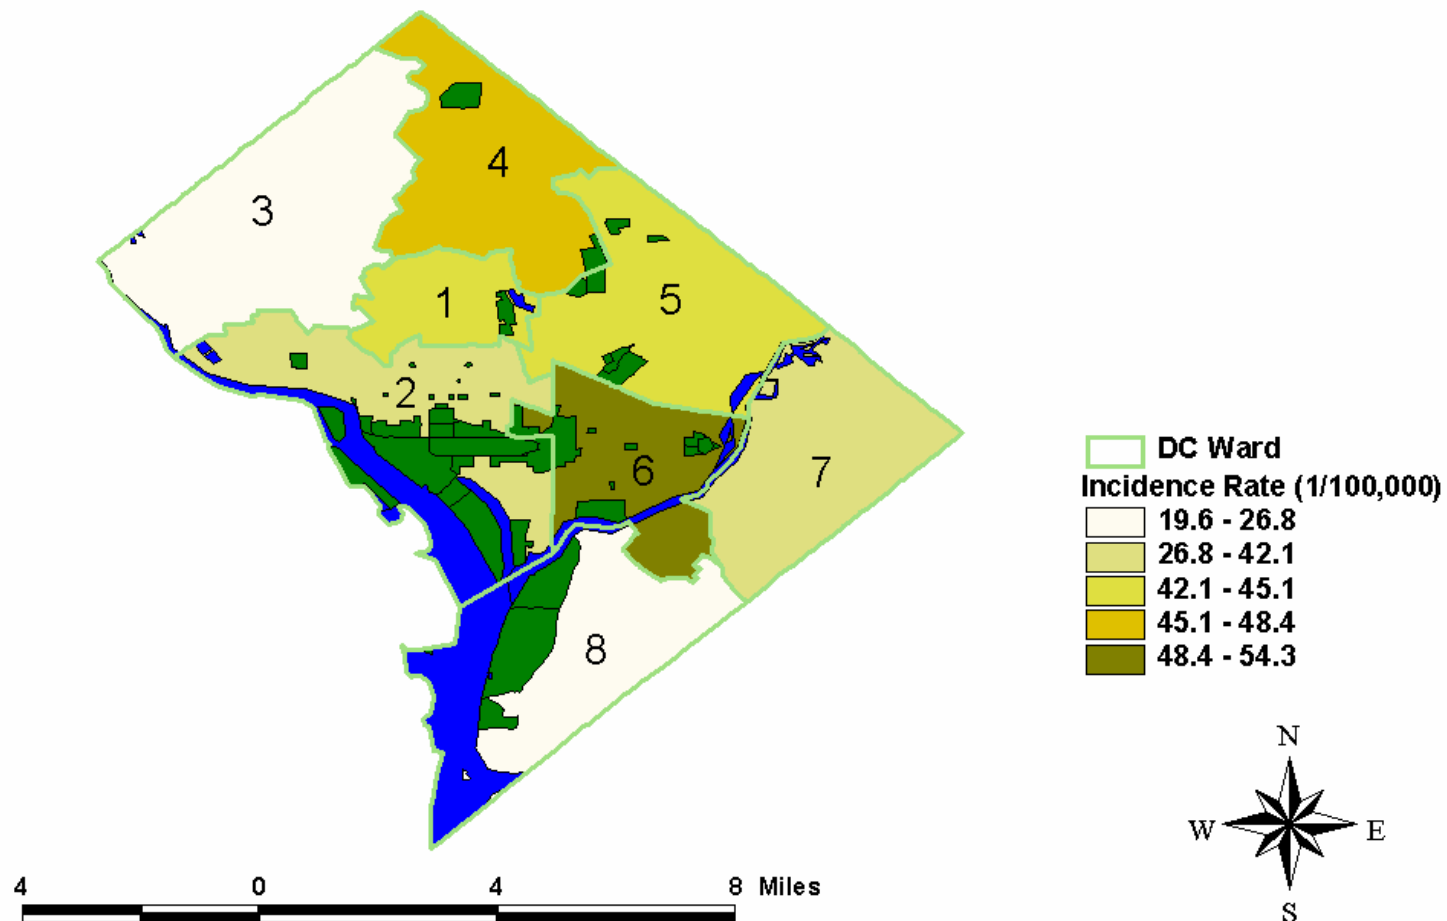 4
3
1
5
2
6
7
8
DC Ward
Incidence Rate (1/100,000)
19.6 - 26.8
26.8 - 42.1
42.1 - 45.1
45.1 - 48.4
48.4 - 54.3
N
W E
S
4 0 4 8 Miles